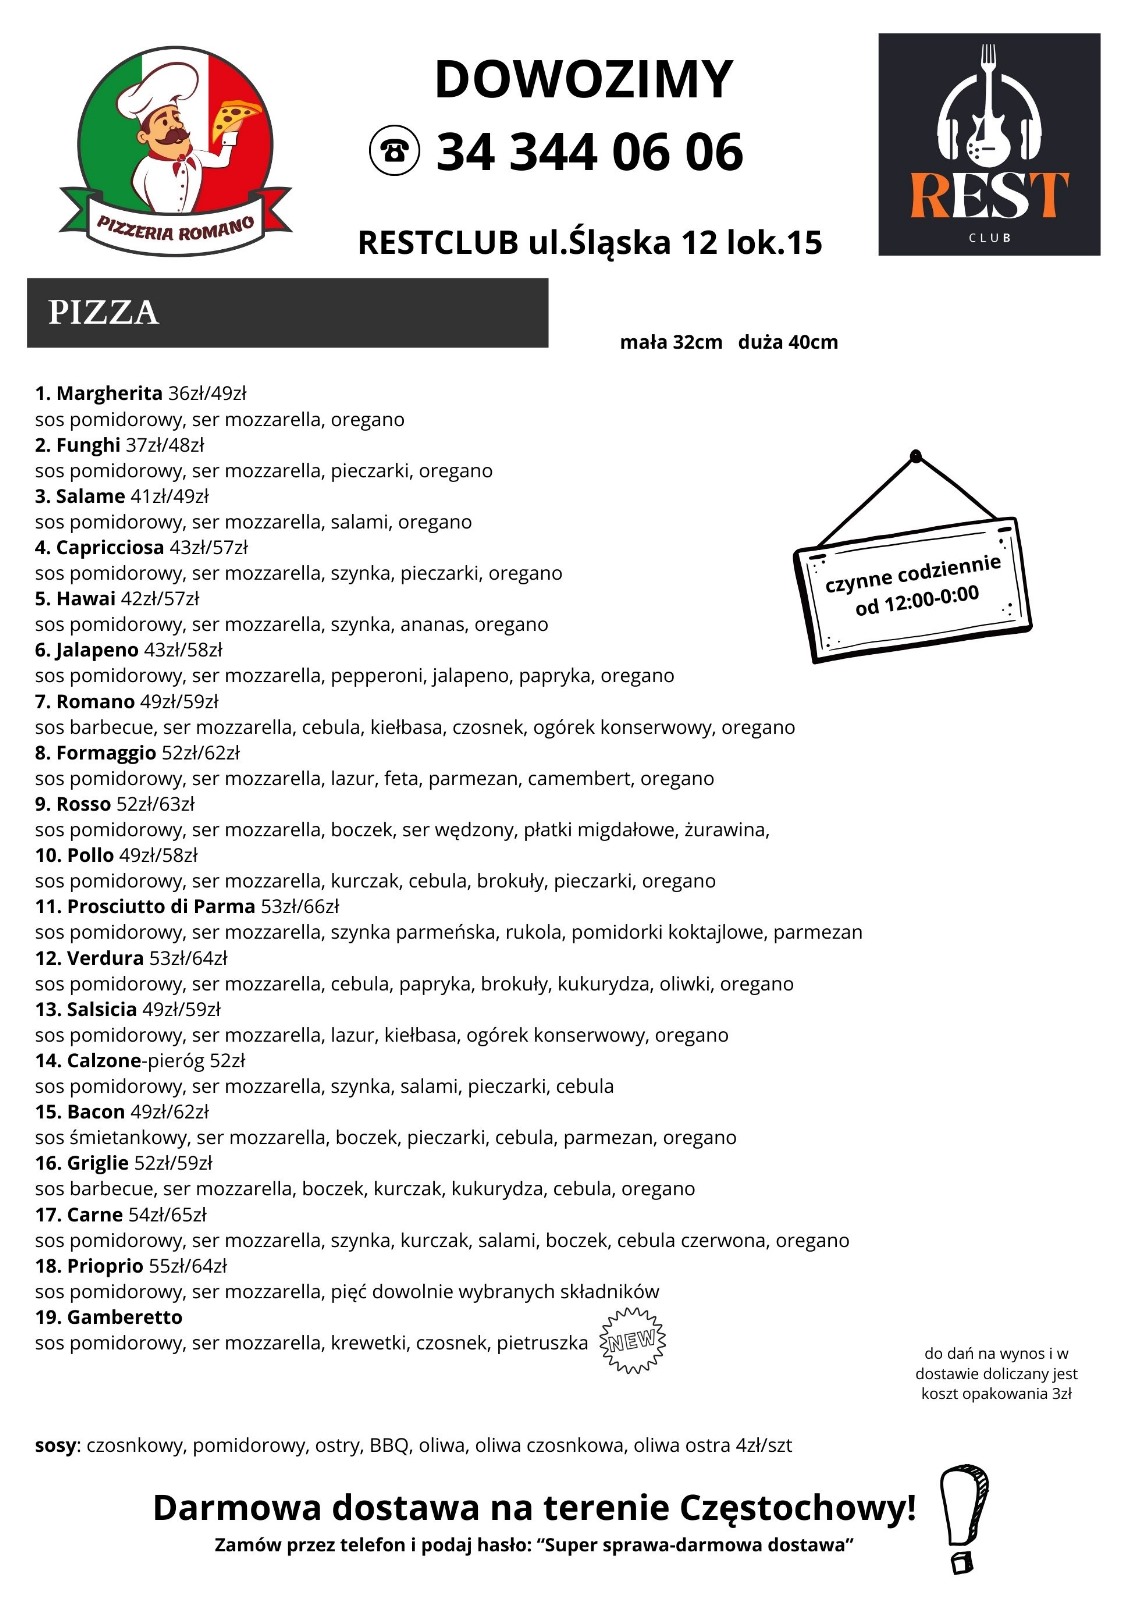 DOWOZIMY
34 344 06 06
PIZZERIA ROMANO
REST
CLUB
RESTCLUB ul.Śląska 12 lok.15
PIZZA
mała 32cm duża 40cm
1. Margherita 36zł/49zł
sos pomidorowy, ser mozzarella, oregano
2. Funghi 37zł/48zł
sos pomidorowy, ser mozzarella, pieczarki, oregano
3. Salame 41zł/49zł
sos pomidorowy, ser mozzarella, salami, oregano
4. Capricciosa 43zł/57zł
sos pomidorowy, ser mozzarella, szynka, pieczarki, oregano
5. Hawai 42zł/57zł
sos pomidorowy, ser mozzarella, szynka, ananas, oregano
6. Jalapeno 43zł/58zł
sos pomidorowy, ser mozzarella, pepperoni, jalapeno, papryka, oregano
7. Romano 49zł/59zł
sos barbecue, ser mozzarella, cebula, kiełbasa, czosnek, ogórek konserwowy, oregano
8. Formaggio 52zł/62zł
sos pomidorowy, ser mozzarella, lazur, feta, parmezan, camembert, oregano
9. Rosso 52zł/63zł
sos pomidorowy, ser mozzarella, boczek, ser wędzony, płatki migdałowe, żurawina,
10. Pollo 49zł/58zł
sos pomidorowy, ser mozzarella, kurczak, cebula, brokuły, pieczarki, oregano
11. Prosciutto di Parma 53zł/66zł
sos pomidorowy, ser mozzarella, szynka parmeńska, rukola, pomidorki koktajlowe, parmezan
12. Verdura 53zł/64zł
sos pomidorowy, ser mozzarella, cebula, papryka, brokuły, kukurydza, oliwki, oregano
13. Salsicia 49zł/59zł
sos pomidorowy, ser mozzarella, lazur, kiełbasa, ogórek konserwowy, oregano
14. Calzone-pieróg 52zł
sos pomidorowy, ser mozzarella, szynka, salami, pieczarki, cebula
15. Bacon 49zł/62zł
sos śmietankowy, ser mozzarella, boczek, pieczarki, cebula, parmezan, oregano
16. Griglie 52zł/59zł
sos barbecue, ser mozzarella, boczek, kurczak, kukurydza, cebula, oregano
17. Carne 54zł/65zł
sos pomidorowy, ser mozzarella, szynka, kurczak, salami, boczek, cebula czerwona, oregano
18. Prioprio 55zł/64zł
sos pomidorowy, ser mozzarella, pięć dowolnie wybranych składników
19. Gamberetto
sos pomidorowy, ser mozzarella, krewetki, czosnek, pietruszka
NEW
czynne codziennie
od 12:00-0:00
do dań na wynos i w
dostawie doliczany jest
koszt opakowania 3zł
sosy: czosnkowy, pomidorowy, ostry, BBQ, oliwa, oliwa czosnkowa, oliwa ostra 4zł/szt
Darmowa dostawa na terenie Częstochowy!
Zamów przez telefon i podaj hasło: “Super sprawa-darmowa dostawa”